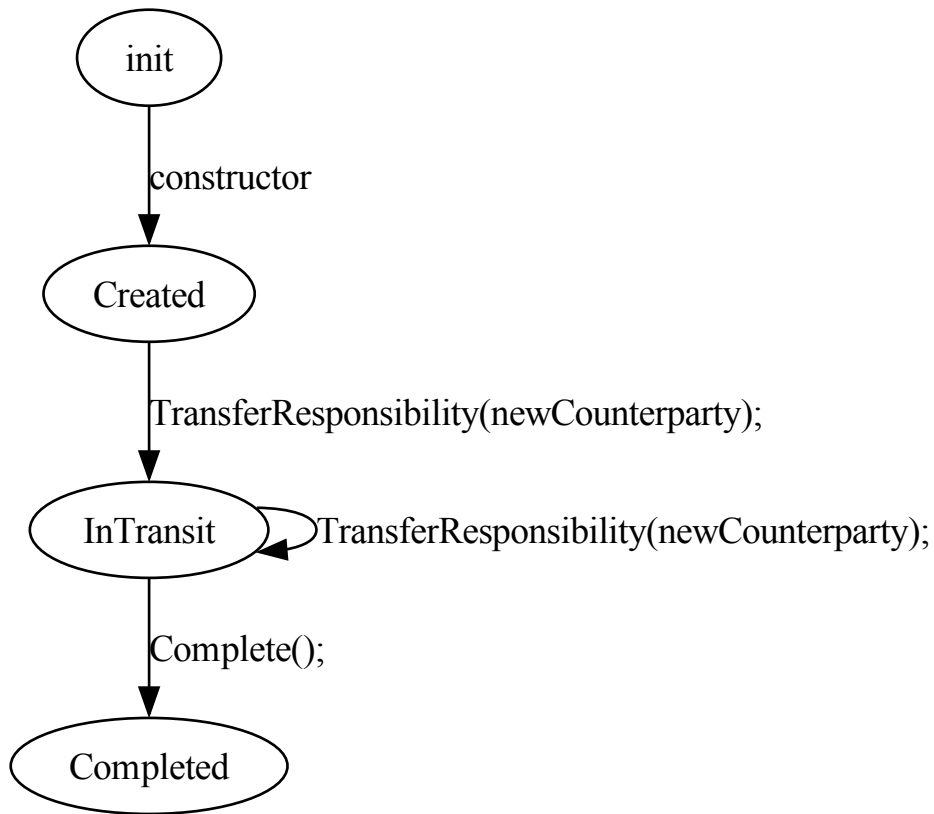 init
constructor
Created
TransferResponsibility(newCounterparty);
InTransit
TransferResponsibility(newCounterparty);
Complete();
Completed